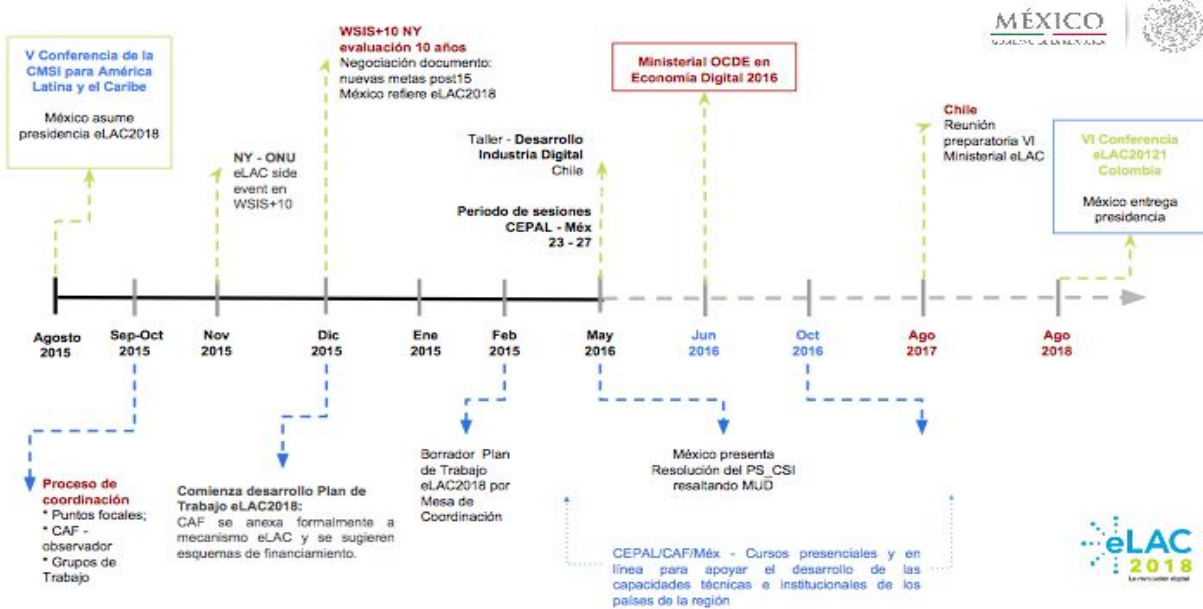 MÉXICO
V Conferencia de la
CMSI para América
Latina y el Caribe
México asume
presidencia eLAC2018
NY - ONU
eLAC side
event en
WSIS+10
WSIS+10 NY
evaluación 10 años
Negociación documento:
nuevas metas post15
México refiere eLAC2018
Taller - Desarrollo
Industria Digital
Chile
Periodo de sesiones
CEPAL - Méx
23 - 27
Ministerial OCDE en
Economía Digital 2016
Chile
Reunión
preparatoria VI
Ministerial eLAC
VI Conferencia
eLAC20121
Colombia
México entrega
presidencia
Agosto
2015
Sep-Oct
2015
Nov
2015
Dic
2015
Ene
2015
Feb
2015
May
2016
Jun
2016
Oct
2016
Ago
2017
Ago
2018
Proceso de
coordinación
* Puntos focales;
* CAF -
observador
* Grupos de
Trabajo
Comienza desarrollo Plan de
Trabajo eLAC2018:
CAF se anexa formalmente a
mecanismo eLAC y se sugieren
esquemas de financiamiento.
Borrador Plan
de Trabajo
eLAC2018 por
Mesa de
Coordinación
México presenta
Resolución del PS_CSI
resaltando MUD
CEPAL/CAF/Méx - Cursos presenciales y en
línea para apoyar el desarrollo de las
capacidades técnicas e institucionales de los
países de la región
eLAC
2018